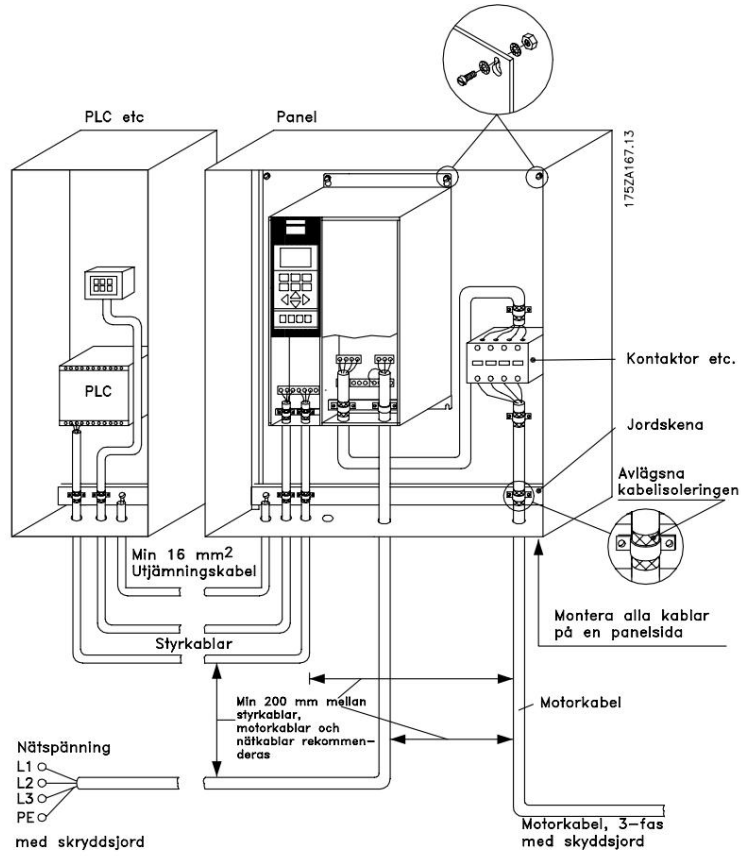 PLC etc
Panel
175ZA167.13
PLC
Kontaktor etc.
Jordskena
Avlägsna
kabelisoleringen
Min 16 mm2
Utjämningskabel
Styrkablar
Montera alla kablar
på en panelsida
Min 200 mm mellan
styrkablar,
motorkablar och
nätkablar rekommen-
deras
Motorkabel
Nätspänning
L1
L2
L3
PE
med skryddsjord
Motorkabel, 3-fas
med skyddsjord